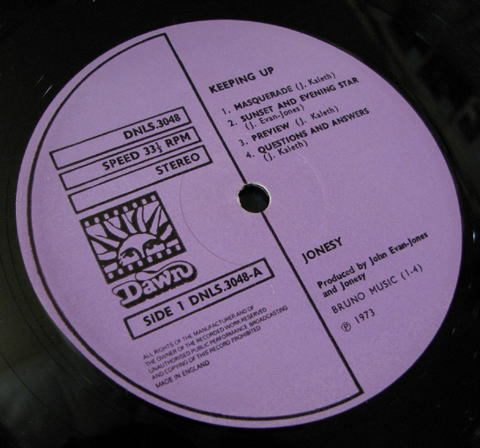 KEEPING UP
1. MASQUERADE (J. Kaleth)
2. SUNSET AND EVENING STAR
(J. Evan-Jones)
3. PREVIEW (J. Kaleth)
4. QUESTIONS AND ANSWERS
(J. Kaleth)
DNLS.3048
SPEED 33⅓ RPM
STEREO
Dawn
SIDE 1 DNLS.3048-A
JONESY
Produced by John Evan-Jones
and Jonesy
BRUNO MUSIC (1-4)
℗ 1973
ALL RIGHTS OF THE MANUFACTURER AND OF
THE OWNER OF THE RECORDED WORK RESERVED
UNAUTHORISED PUBLIC PERFORMANCE BROADCASTING
AND COPYING OF THIS RECORD PROHIBITED
MADE IN ENGLAND